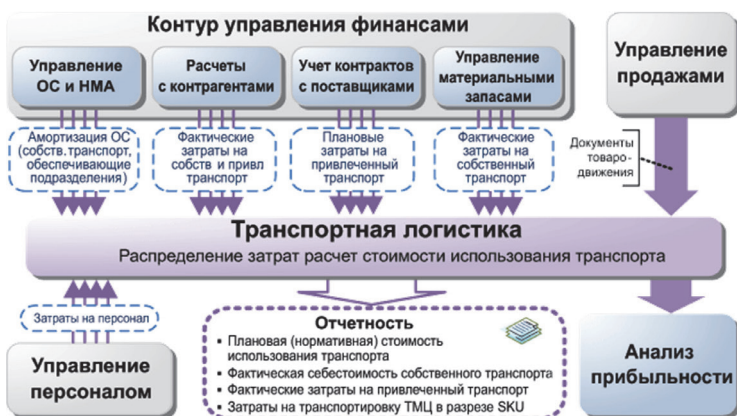 Контур управления финансами
Управление
ОС и НМА
Расчеты
с контрагентами
Учет контрактов
с поставщиками
Управление
материальными
запасами
Управление
продажами
Амортизация ОС
(собств.транспорт,
обеспечивающие
подразделения)
Фактические
затраты на
собств и привл
транспорт
Плановые
затраты на
привлеченный
транспорт
Фактические
затраты на
собственный
транспорт
Документы
товаро-
движения
Транспортная логистика
Распределение затрат расчет стоимости использования транспорта
Затраты на персонал
Управление
персоналом
Отчетность
▪ Плановая (нормативная) стоимость
использования транспорта
▪ Фактическая себестоимость собственного транспорта
▪ Фактические затраты на привлеченный транспорт
▪ Затраты на транспортировку ТМЦ в разрезе SKU
Анализ
прибыльности